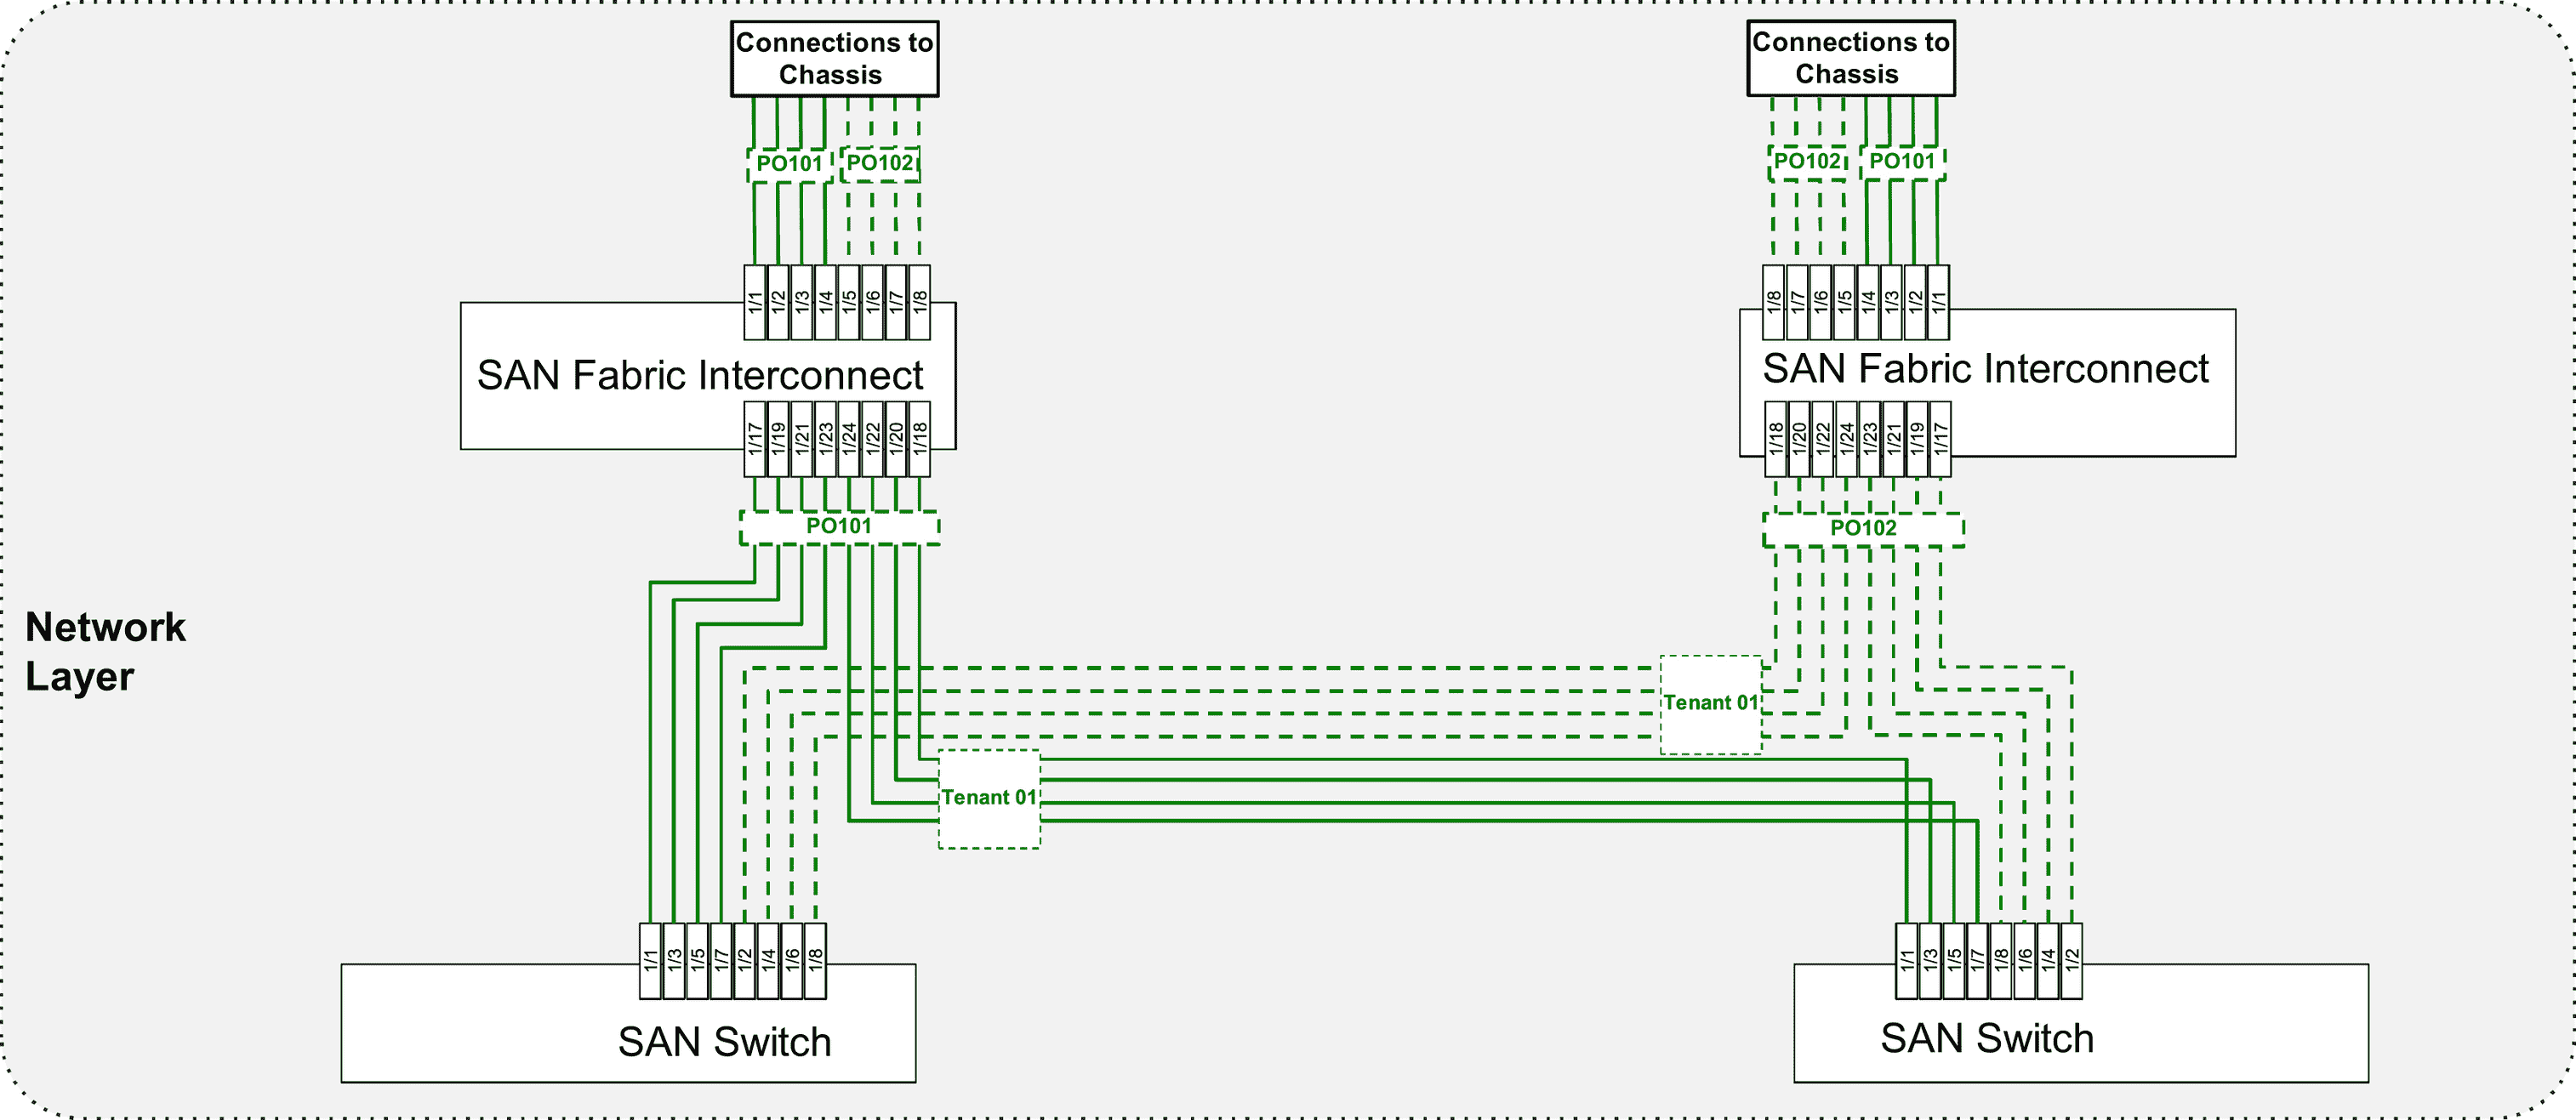 Connections to
Chassis
Connections to
Chassis
PO101 PO102
PO102 PO101
1/1 1/2 1/3 1/4 1/5 1/6 1/7 1/8
1/8 1/7 1/6 1/5 1/4 1/3 1/2 1/1
SAN Fabric Interconnect
SAN Fabric Interconnect
1/17 1/19 1/21 1/23 1/24 1/22 1/20 1/18
1/18 1/20 1/22 1/24 1/23 1/21 1/19 1/17
PO101
PO102
Network
Layer
Tenant 01
Tenant 01
1/1 1/3 1/5 1/7 1/2 1/4 1/6 1/8
1/1 1/3 1/5 1/7 1/8 1/6 1/4 1/2
SAN Switch
SAN Switch